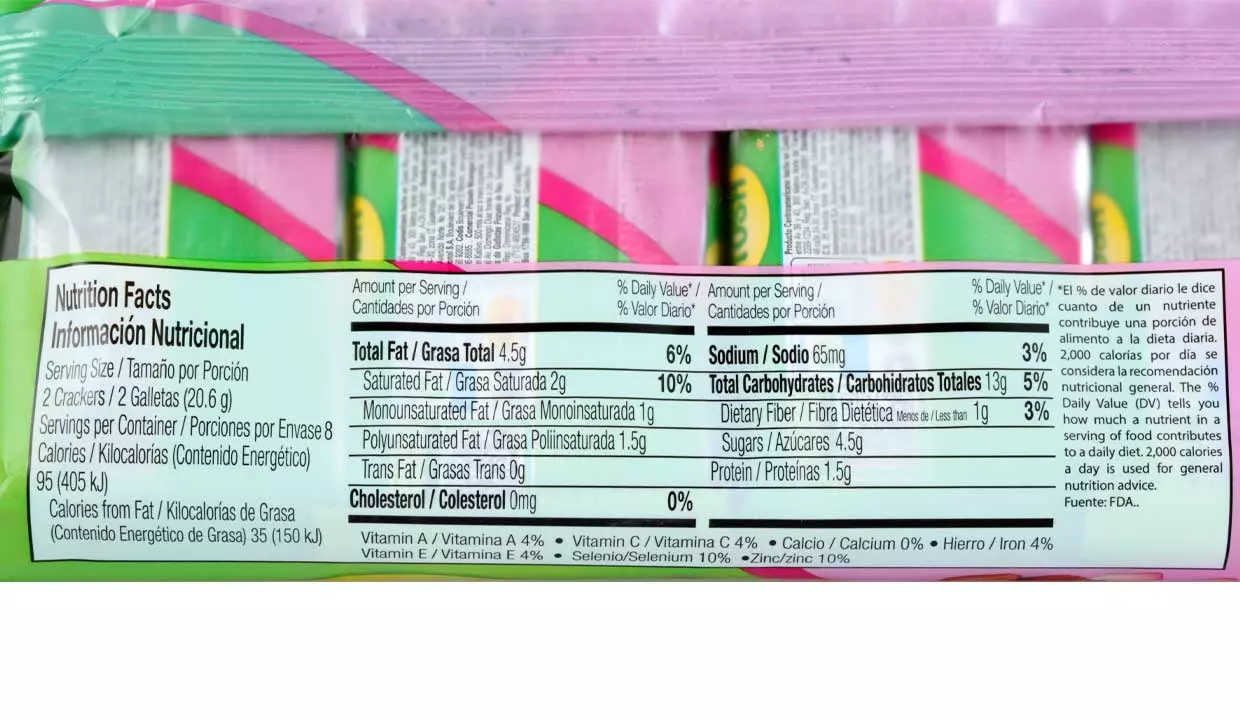 Nutrition Facts
Información Nutricional
Serving Size / Tamaño por Porción
2 Crackers / 2 Galletas (20.6 g)
Servings per Container / Porciones por Envase 8
Calories / Kilocalorías (Contenido Energético)
95 (405 kJ)
Calories from Fat / Kilocalorías de Grasa
(Contenido Energético de Grasa) 35 (150 kJ)
Amount per Serving / % Daily Value* /
Cantidades por Porción % Valor Diario*
Total Fat / Grasa Total 4.5g 6%
Saturated Fat / Grasa Saturada 2g 10%
Monounsaturated Fat / Grasa Monoinsaturada 1g
Polyunsaturated Fat / Grasa Poliinsaturada 1.5g
Trans Fat / Grasas Trans 0g
Cholesterol / Colesterol 0mg 0%
Amount per Serving / % Daily Value* /
Cantidades por Porción % Valor Diario*
Sodium / Sodio 65mg 3%
Total Carbohydrates / Carbohidratos Totales 13g 5%
Dietary Fiber / Fibra Dietética Menos de / Less than 1g 3%
Sugars / Azúcares 4.5g
Protein / Proteínas 1.5g
Vitamin A / Vitamina A 4% • Vitamin C / Vitamina C 4% • Calcio / Calcium 0% • Hierro / Iron 4%
Vitamin E / Vitamina E 4% • Selenio/Selenium 10% •Zinc/zinc 10%
*El % de valor diario le dice
cuanto de un nutriente
contribuye una porción de
alimento a la dieta diaria.
2,000 calorías por día se
considera la recomendación
nutricional general. The %
Daily Value (DV) tells you
how much a nutrient in a
serving of food contributes
to a daily diet. 2,000 calories
a day is used for general
nutrition advice.
Fuente: FDA..